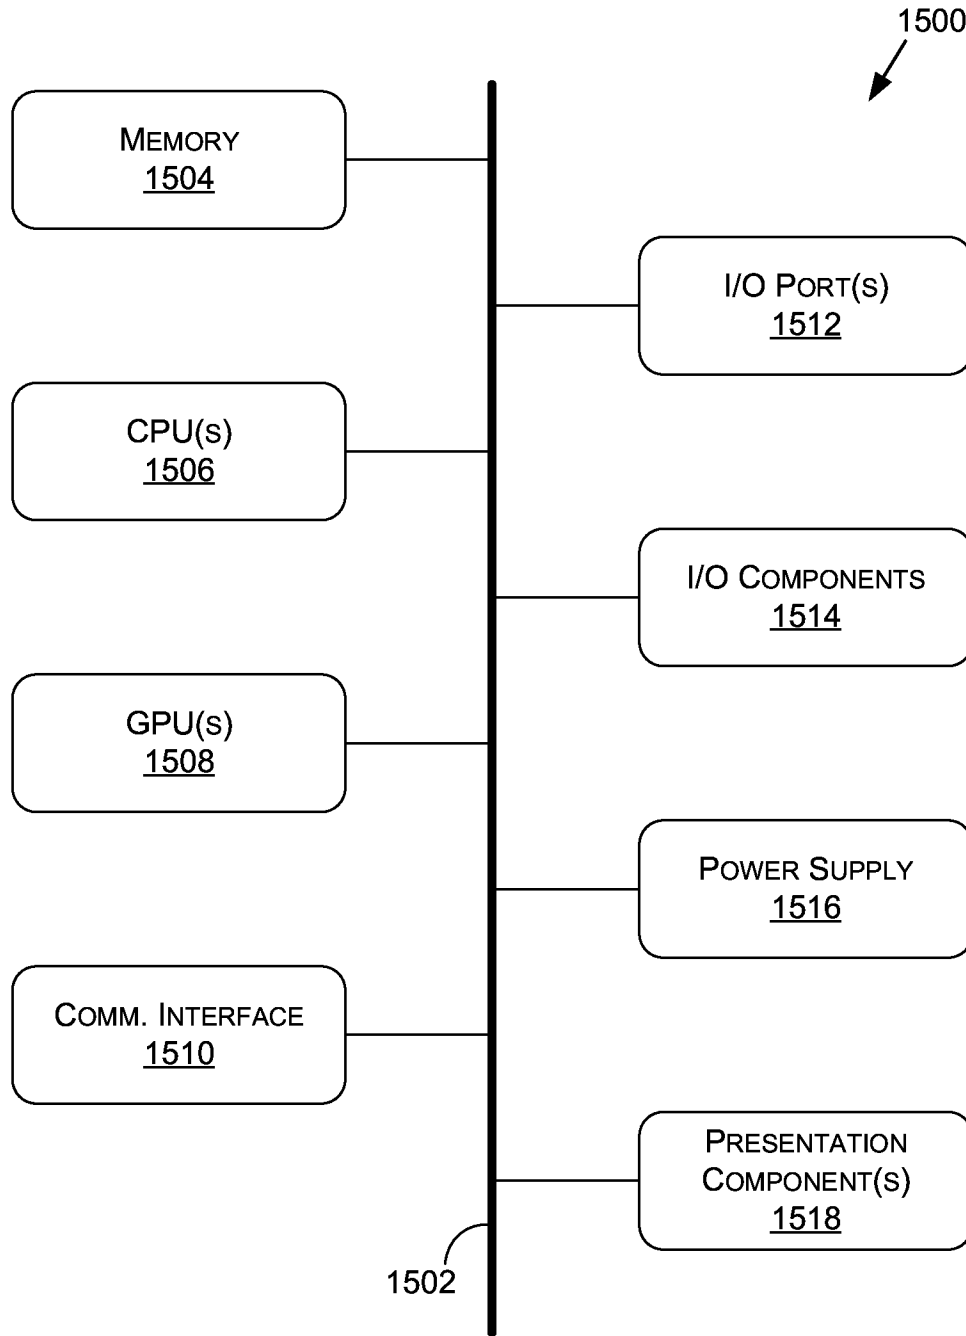 1500
MEMORY
1504
I/O PORT(S)
1512
CPU(S)
1506
I/O COMPONENTS
1514
GPU(S)
1508
POWER SUPPLY
1516
COMM. INTERFACE
1510
PRESENTATION
COMPONENT(S)
1518
1502